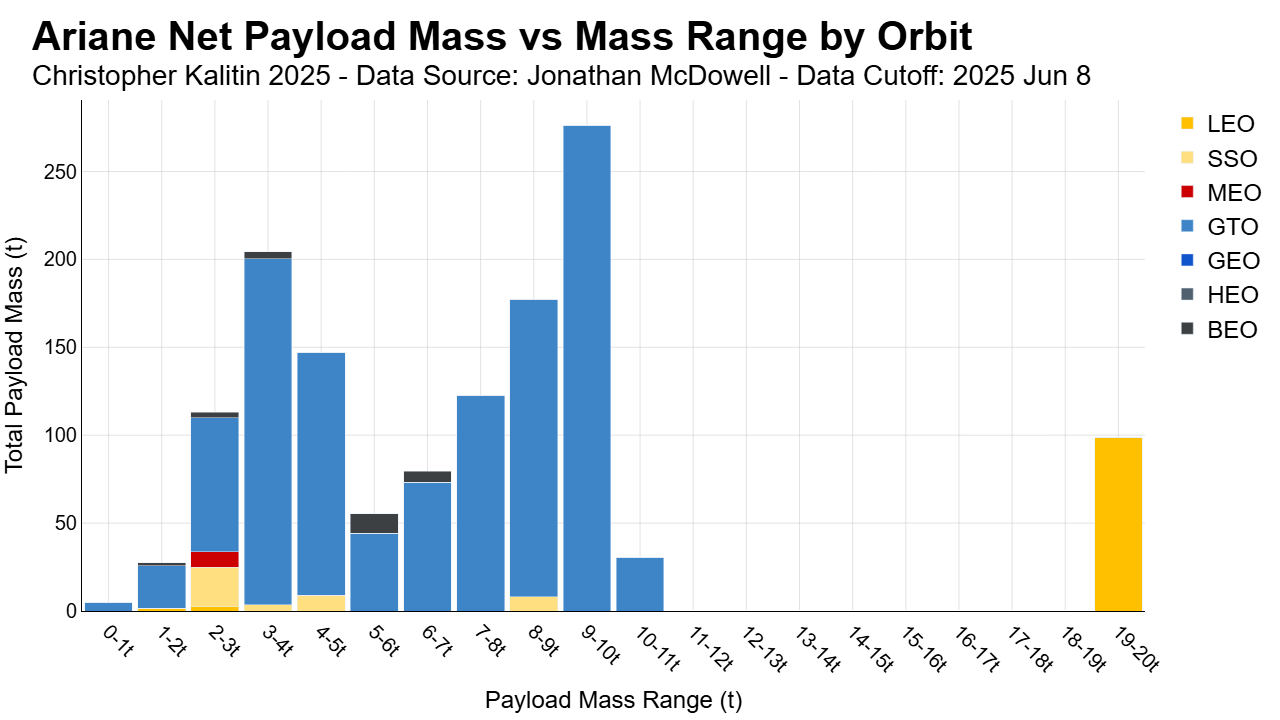 Ariane Net Payload Mass vs Mass Range by Orbit
Christopher Kalitin 2025 - Data Source: Jonathan McDowell - Data Cutoff: 2025 Jun 8
Total Payload Mass (t)
250
200
150
100
50
0
0-1t
1-2t
2-3t
3-4t
4-5t
5-6t
6-7t
7-8t
8-9t
9-10t
10-11t
11-12t
12-13t
13-14t
14-15t
15-16t
16-17t
17-18t
18-19t
19-20t
Payload Mass Range (t)
LEO
SSO
MEO
GTO
GEO
HEO
BEO